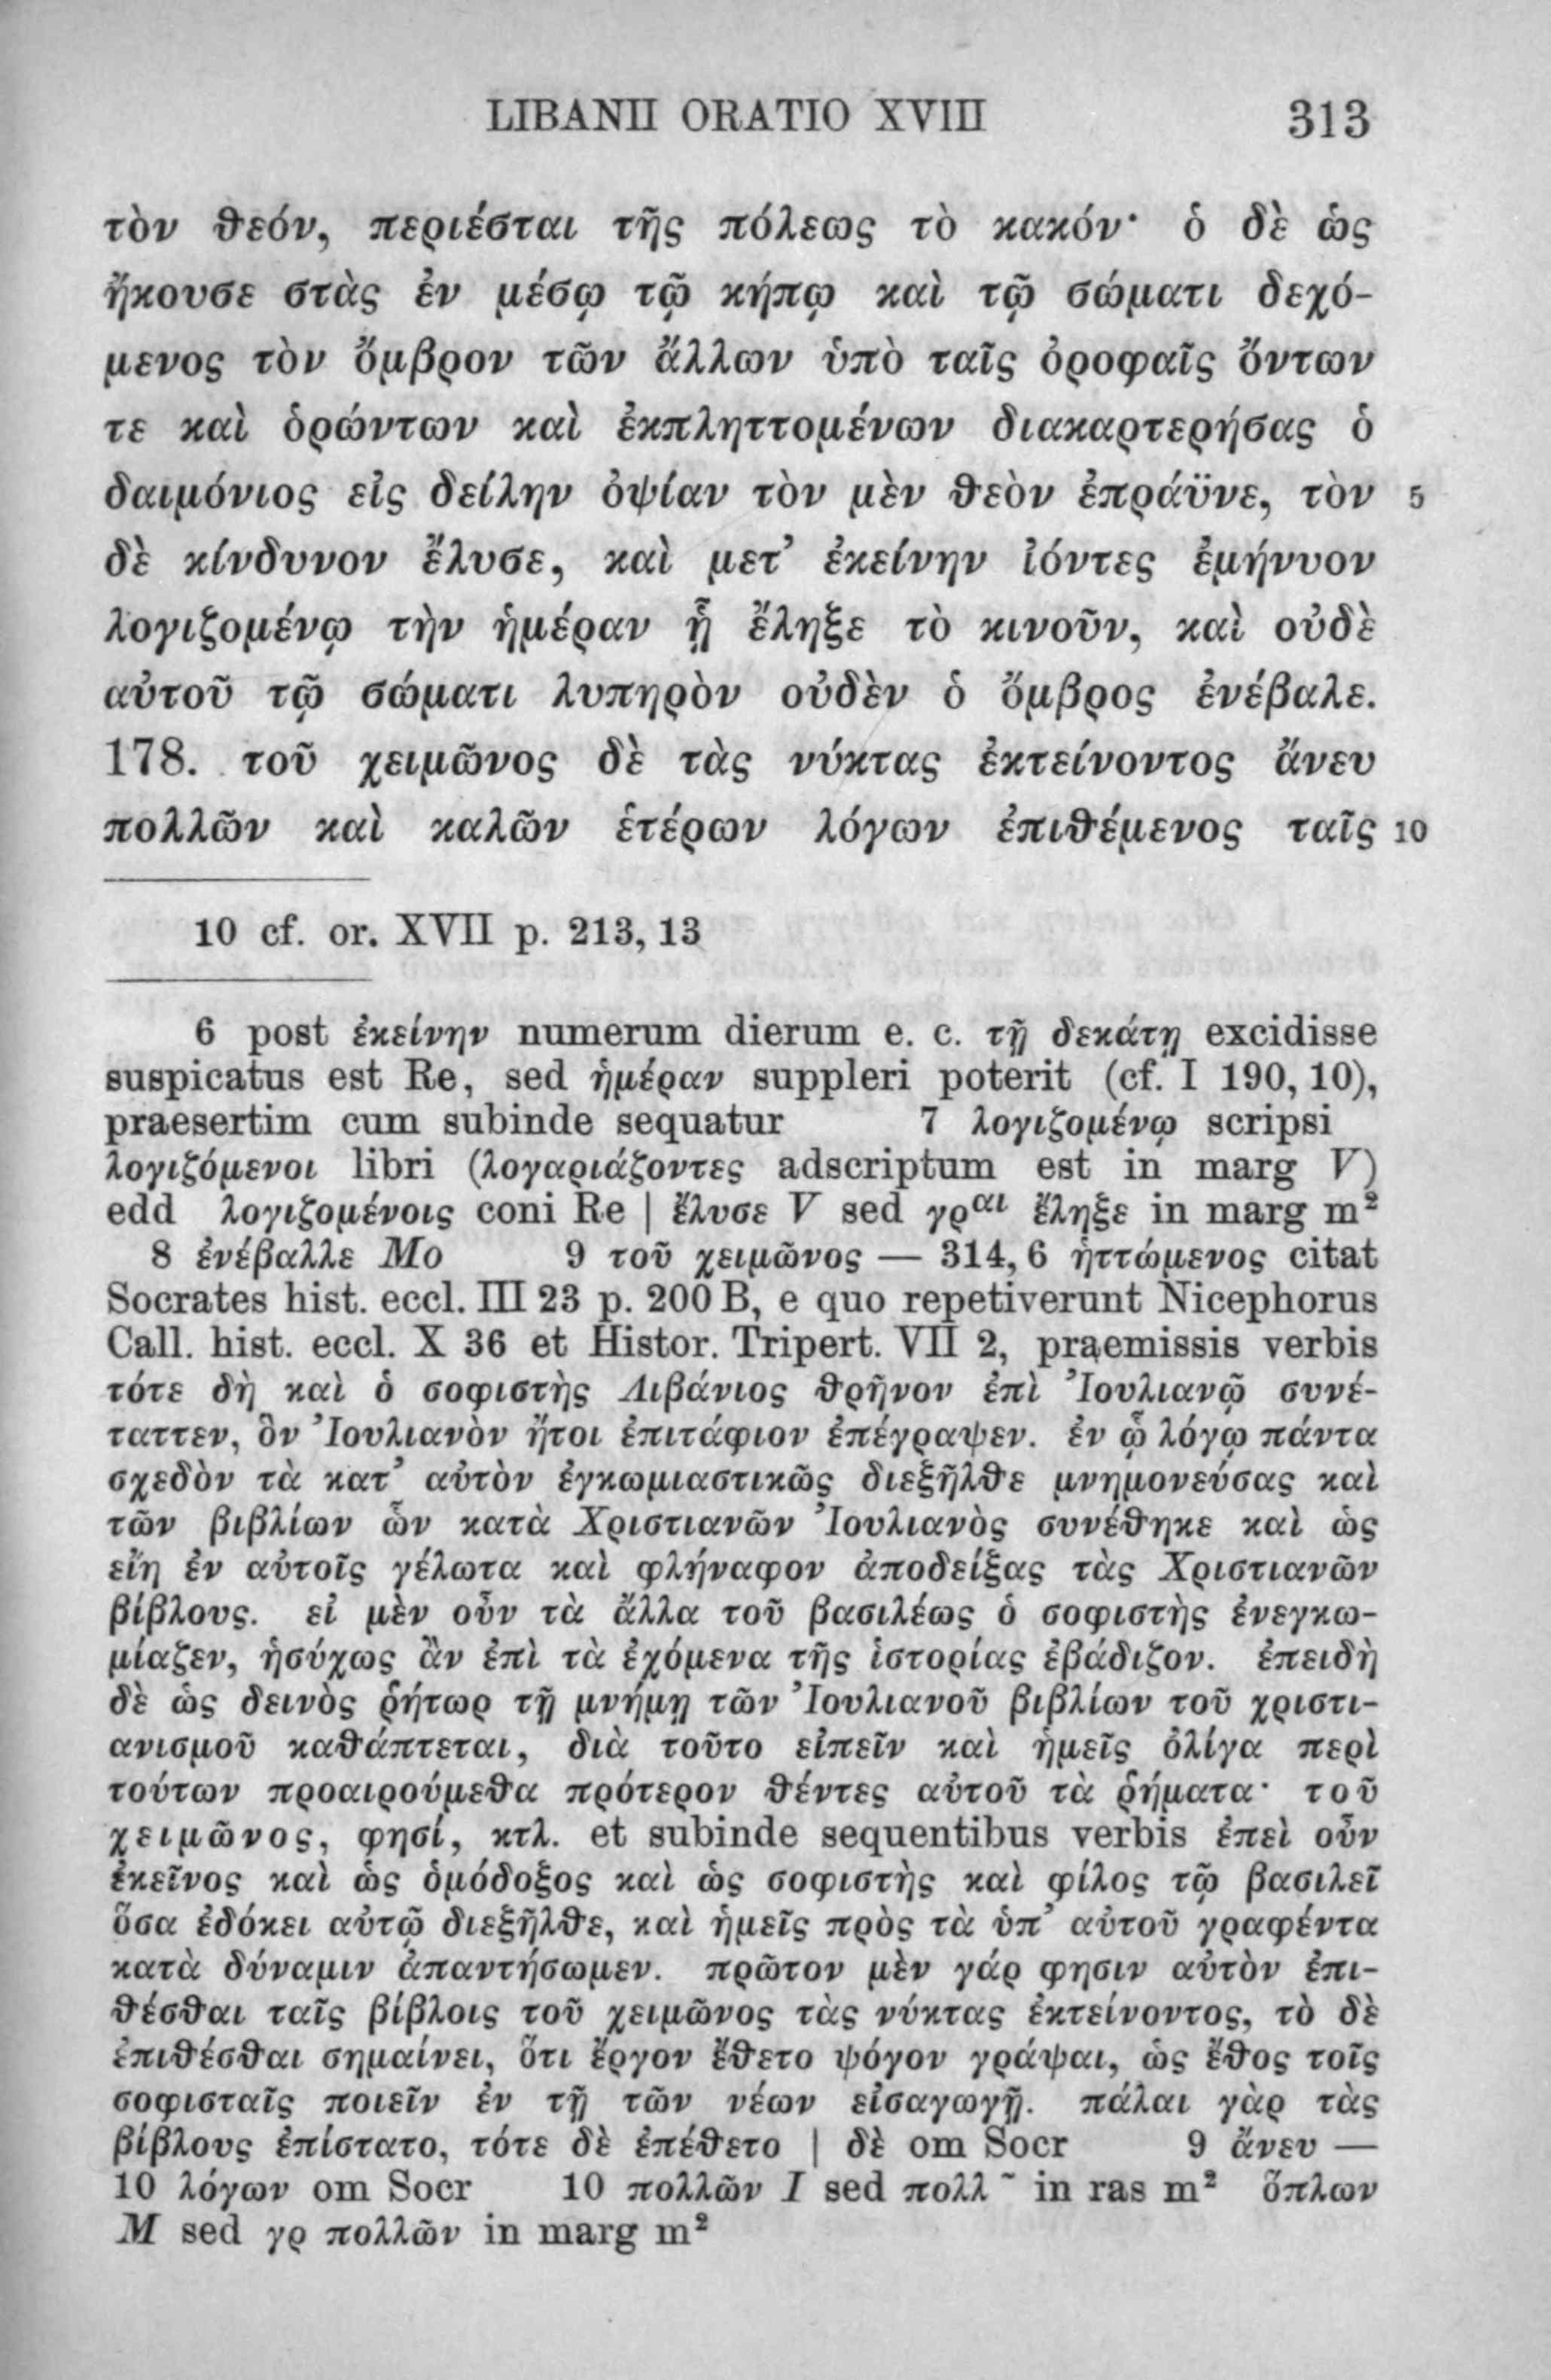 LIBANII ORATIO XVIII 313
τὸν θεόν, περιέσται τῆς πόλεως τὸ κακόν· ὁ δὲ ὡς
ἤκουσε στὰς ἐν μέσῳ τῷ κήπῳ καὶ τῷ σώματι δεχό-
μενος τὸν ὄμβρον τῶν ἄλλων ὑπὸ ταῖς ὀροφαῖς ὄντων
τε καὶ ὁρώντων καὶ ἐκπληττομένων διακαρτερήσας ὁ
δαιμόνιος εἰς δείλην ὀψίαν τὸν μὲν θεὸν ἐπράϋνε, τὸν 5
δὲ κίνδυνον ἔλυσε, καὶ μετ’ ἐκείνην ἰόντες ἐμήνυον
λογιζομένῳ τὴν ἡμέραν ᾗ ἔληξε τὸ κινοῦν, καὶ οὐδὲ
αὐτοῦ τῷ σώματι λυπηρὸν οὐδὲν ὁ ὄμβρος ἐνέβαλε.
178. τοῦ χειμῶνος δὲ τὰς νύκτας ἐκτείνοντος ἄνευ
πολλῶν καὶ καλῶν ἑτέρων λόγων ἐπιθέμενος ταῖς 10
10 cf. or. XVII p. 213, 13
6 post ἐκείνην numerum dierum e. c. τῇ δεκάτῃ excidisse
suspicatus est Re, sed ἡμέραν suppleri poterit (cf. I 190, 10),
praesertim cum subinde sequatur 7 λογιζομένῳ scripsi
λογιζόμενοι libri (λογαριάζοντες adscriptum est in marg V)
edd λογιζομένοις coni Re | ἔλυσε V sed γραι ἔληξε in marg m²
8 ἐνέβαλλε Mo 9 τοῦ χειμῶνος — 314, 6 ἡττώμενος citat
Socrates hist. eccl. III 23 p. 200 B, e quo repetiverunt Nicephorus
Call. hist. eccl. X 36 et Histor. Tripert. VII 2, praemissis verbis
τότε δὴ καὶ ὁ σοφιστὴς Λιβάνιος θρῆνον ἐπὶ Ἰουλιανῷ συνέ-
ταττεν, ὃν Ἰουλιανὸν ἤτοι ἐπιτάφιον ἐπέγραψεν. ἐν ᾧ λόγῳ πάντα
σχεδὸν τὰ κατ’ αὐτὸν ἐγκωμιαστικῶς διεξῆλθε μνημονεύσας καὶ
τῶν βιβλίων ὧν κατὰ Χριστιανῶν Ἰουλιανὸς συνέθηκε καὶ ὡς
εἴη ἐν αὐτοῖς γέλωτα καὶ φλήναφον ἀποδείξας τὰς Χριστιανῶν
βίβλους. εἰ μὲν οὖν τὰ ἄλλα τοῦ βασιλέως ὁ σοφιστὴς ἐνεγκω-
μίαζεν, ἡσύχως ἂν ἐπὶ τὰ ἐχόμενα τῆς ἱστορίας ἐβάδιζον. ἐπειδὴ
δὲ ὡς δεινὸς ῥήτωρ τῇ μνήμῃ τῶν Ἰουλιανοῦ βιβλίων τοῦ χριστι-
ανισμοῦ καθάπτεται, διὰ τοῦτο εἰπεῖν καὶ ἡμεῖς ὀλίγα περὶ
τούτων προαιρούμεθα πρότερον θέντες αὐτοῦ τὰ ῥήματα· τοῦ
χειμῶνος, φησί, κτλ. et subinde sequentibus verbis ἐπεὶ οὖν
ἐκεῖνος καὶ ὡς ὁμόδοξος καὶ ὡς σοφιστὴς καὶ φίλος τῷ βασιλεῖ
ὅσα ἐδόκει αὐτῷ διεξῆλθε, καὶ ἡμεῖς πρὸς τὰ ὑπ’ αὐτοῦ γραφέντα
κατὰ δύναμιν ἀπαντήσωμεν. πρῶτον μὲν γάρ φησιν αὐτὸν ἐπι-
θέσθαι ταῖς βίβλοις τοῦ χειμῶνος τὰς νύκτας ἐκτείνοντος, τὸ δὲ
ἐπιθέσθαι σημαίνει, ὅτι ἔργον ἔθετο ψόγον γράψαι, ὡς ἔθος τοῖς
σοφισταῖς ποιεῖν ἐν τῇ τῶν νέων εἰσαγωγῇ. πάλαι γὰρ τὰς
βίβλους ἐπίστατο, τότε δὲ ἐπέθετο | δὲ om Socr 9 ἄνευ —
10 λόγων om Socr 10 πολλῶν I sed πολλ ˜ in ras m² ὅπλων
M sed γρ πολλῶν in marg m²